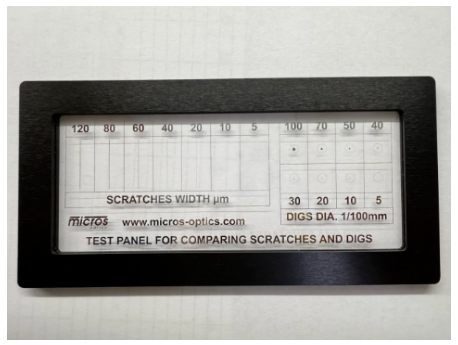 120 80 60 40 20 10 5
100 70 50 40
SCRATCHES WIDTH µm
30 20 10 5
DIGS DIA. 1/100mm
micros www.micros-optics.com
TEST PANEL FOR COMPARING SCRATCHES AND DIGS